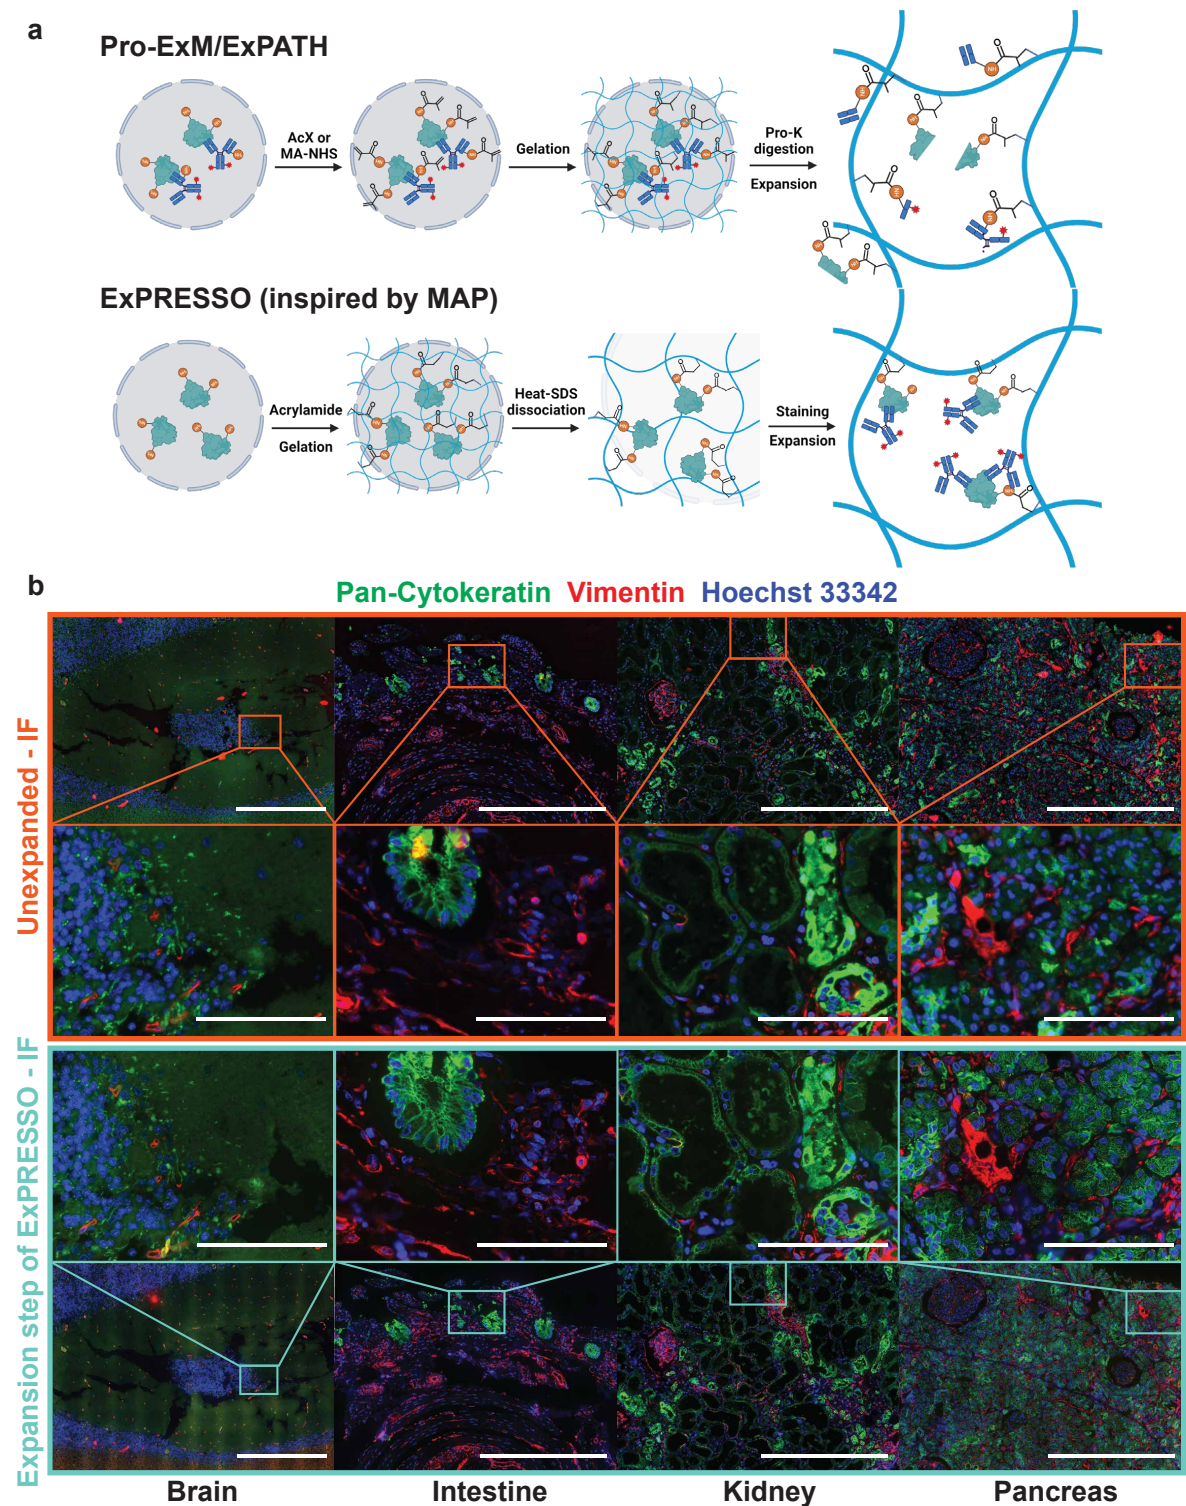 a
Pro-ExM/ExPATH
AcX or
MA-NHS
Gelation
Pro-K
digestion
Expansion
ExPRESSO (inspired by MAP)
Acrylamide
Gelation
Heat-SDS
dissociation
Staining
Expansion
b
Pan-Cytokeratin Vimentin Hoechst 33342
Unexpanded - IF
Expansion step of ExPRESSO - IF
Brain
Intestine
Kidney
Pancreas